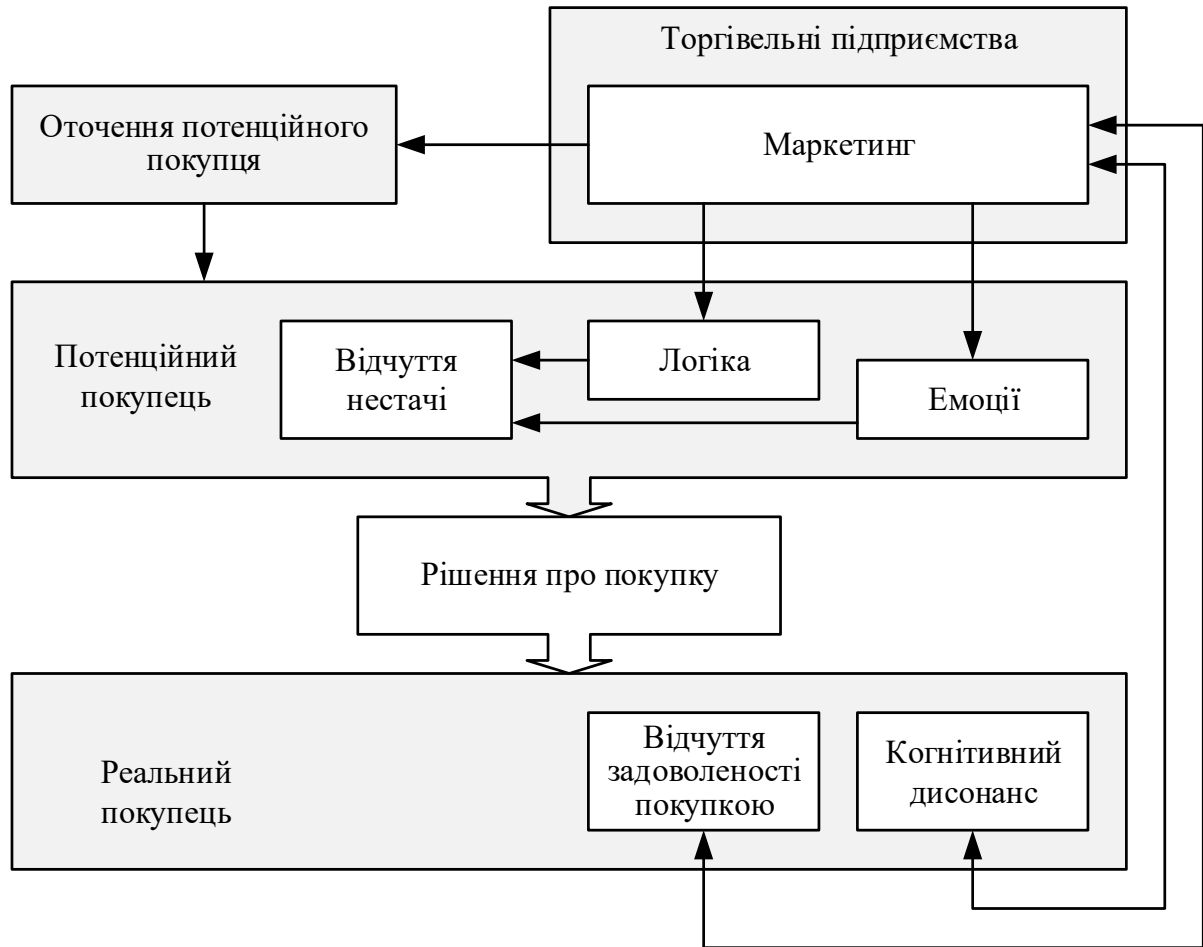 Торгівельні підприємства
Оточення потенційного
покупця
Маркетинг
Потенційний
покупець
Відчуття
нестачі
Логіка
Емоції
Рішення про покупку
Реальний
покупець
Відчуття
задоволеності
покупкою
Когнітивний
дисонанс